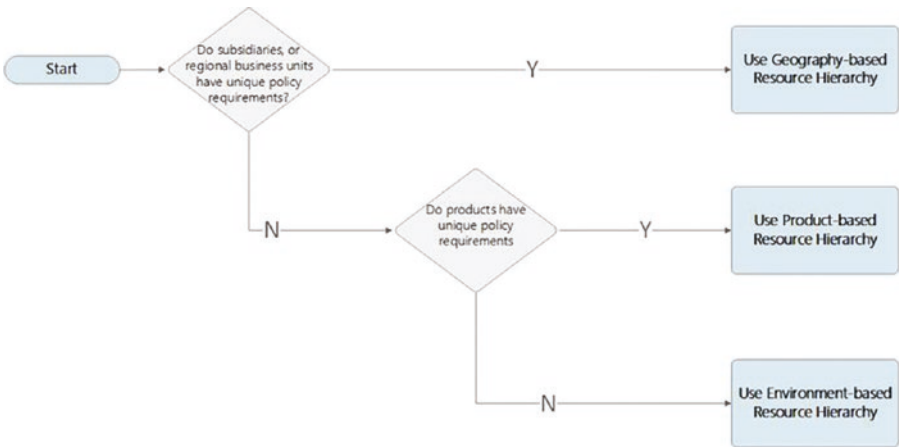 Start
Do subsidiaries, or
regional business units
have unique policy
requirements?
Y
Use Geography-based
Resource Hierarchy
N
Do products have
unique policy
requirements
Y
Use Product-based
Resource Hierarchy
N
Use Environment-based
Resource Hierarchy